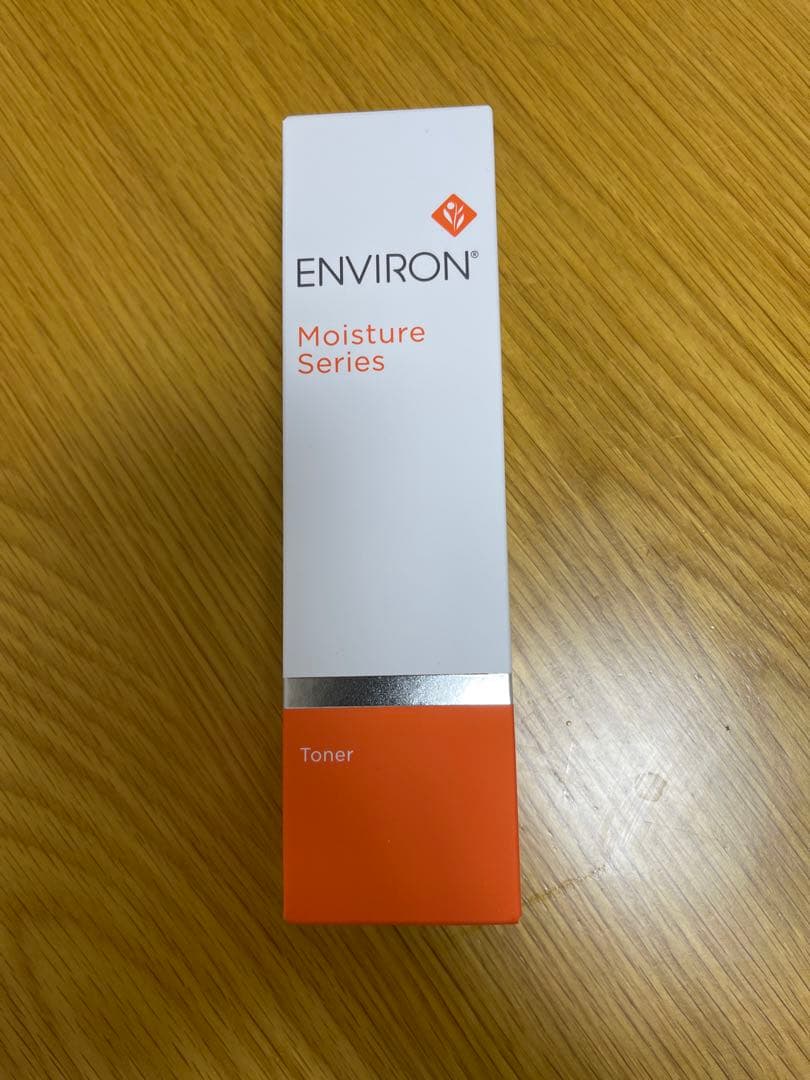 ENVIRON®
Moisture
Series
Toner